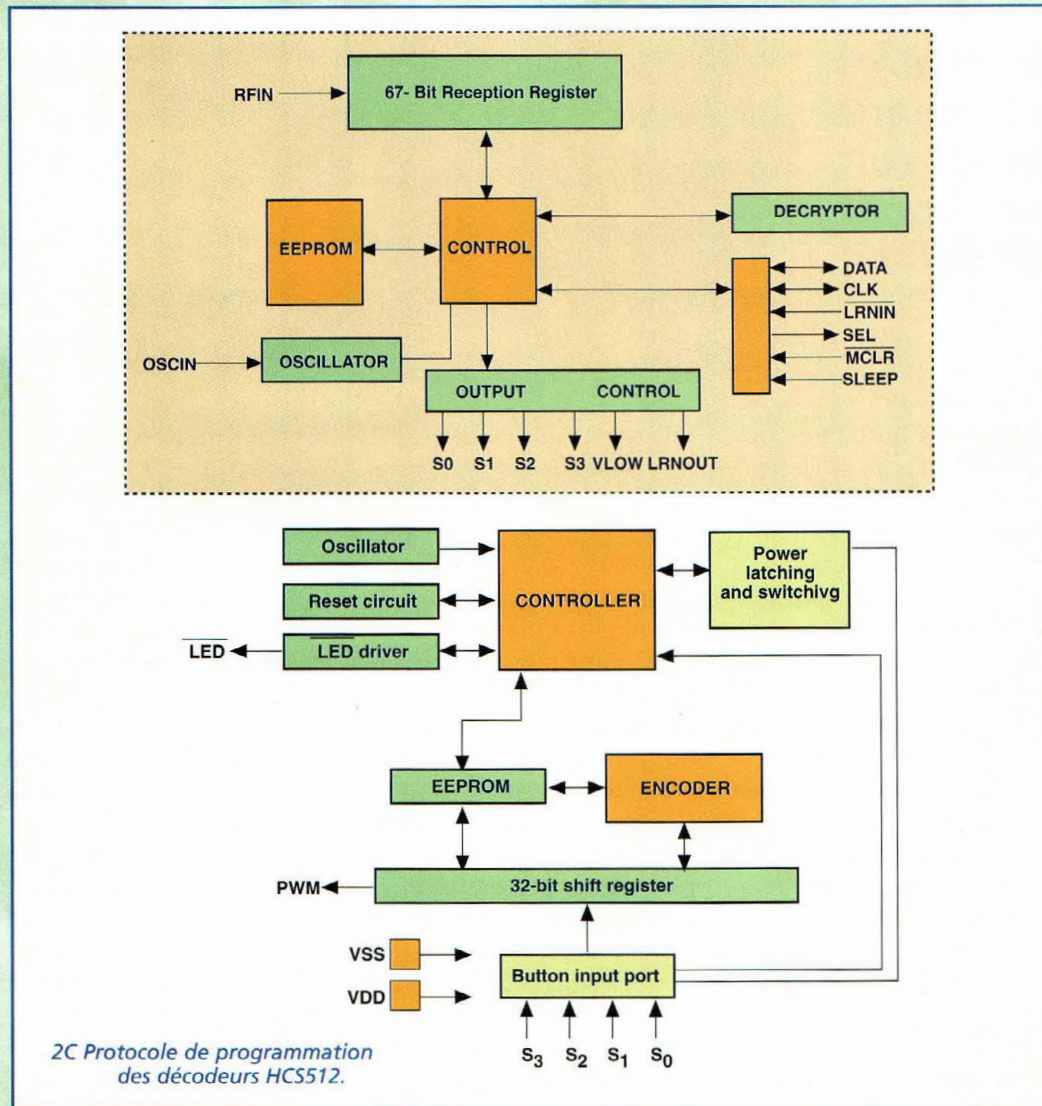 67- Bit Reception Register
RFIN
DECRYPTOR
EEPROM
CONTROL
DATA
CLK
LRNIN
SEL
MCLR
SLEEP
OSCIN
OSCILLATOR
OUTPUT CONTROL
S0 S1 S2 S3 VLOW LRNOUT
Oscillator
CONTROLLER
Power
latching
and switchivg
Reset circuit
LED
LED driver
EEPROM
ENCODER
PWM
32-bit shift register
VSS
Button input port
VDD
S3 S2 S1 S0
2C Protocole de programmation
des décodeurs HCS512.